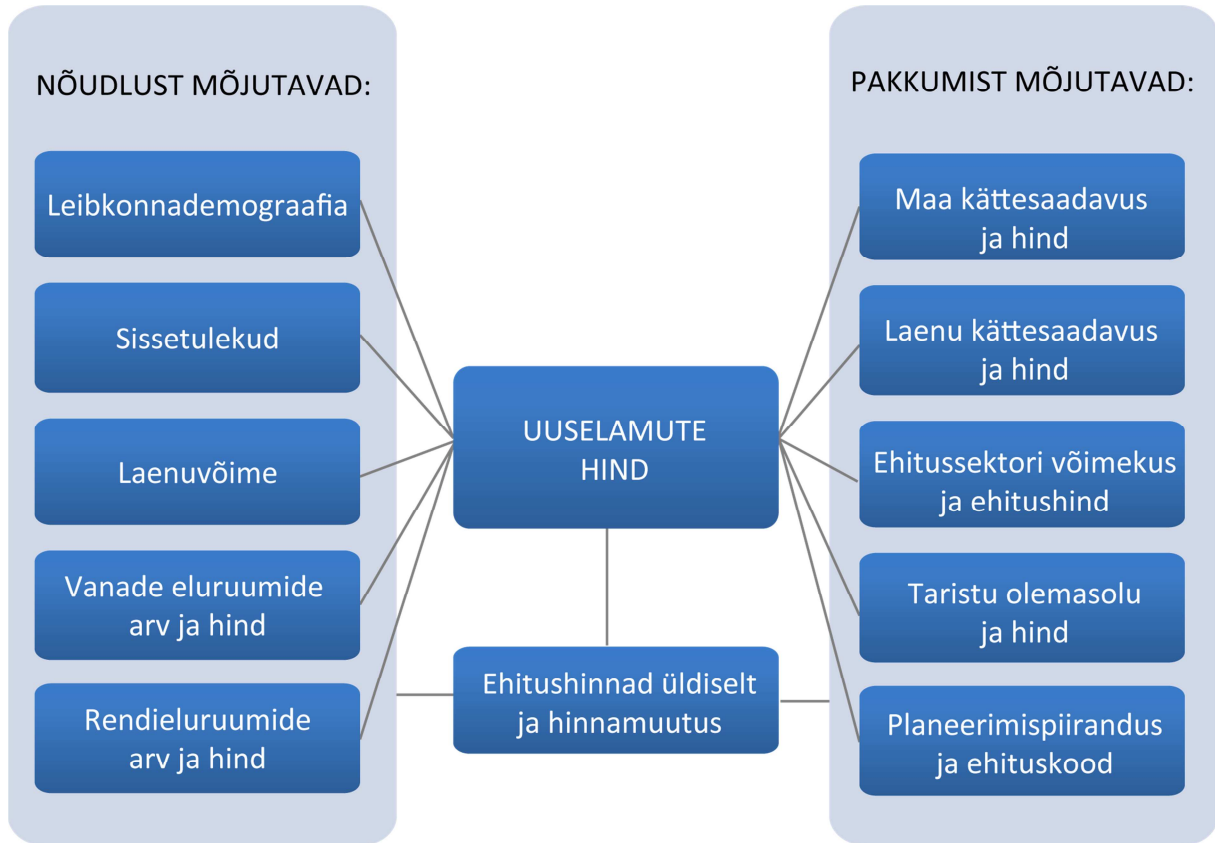 NÕUDLUST MÕJUTAVAD:
Leibkonnademograafia
Sissetulekud
Laenuvõime
Vanade eluruumide
arv ja hind
Rendieluruumide
arv ja hind
UUSELAMUTE
HIND
Ehitushinnad üldiselt
ja hinnamuutus
PAKKUMIST MÕJUTAVAD:
Maa kättesaadavus
ja hind
Laenu kättesaadavus
ja hind
Ehitussektori võimekus
ja ehitushind
Taristu olemasolu
ja hind
Planeerimispiirandus
ja ehituskood